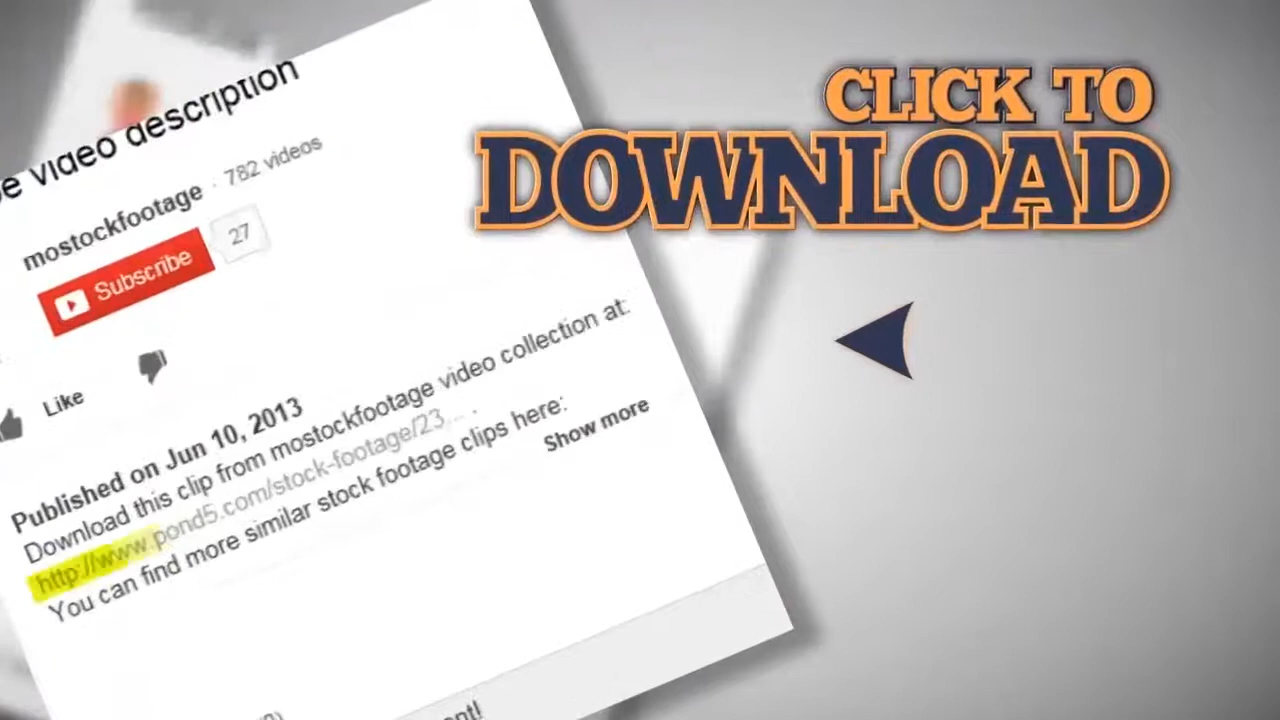 CLICK TO
DOWNLOAD
video description
mostockfootage · 782 videos
Subscribe 27
Like
Published on Jun 10, 2013
Download this clip from mostockfootage video collection at:
http://www.pond5.com/stock-footage/23
You can find more similar stock footage clips here:
Show more